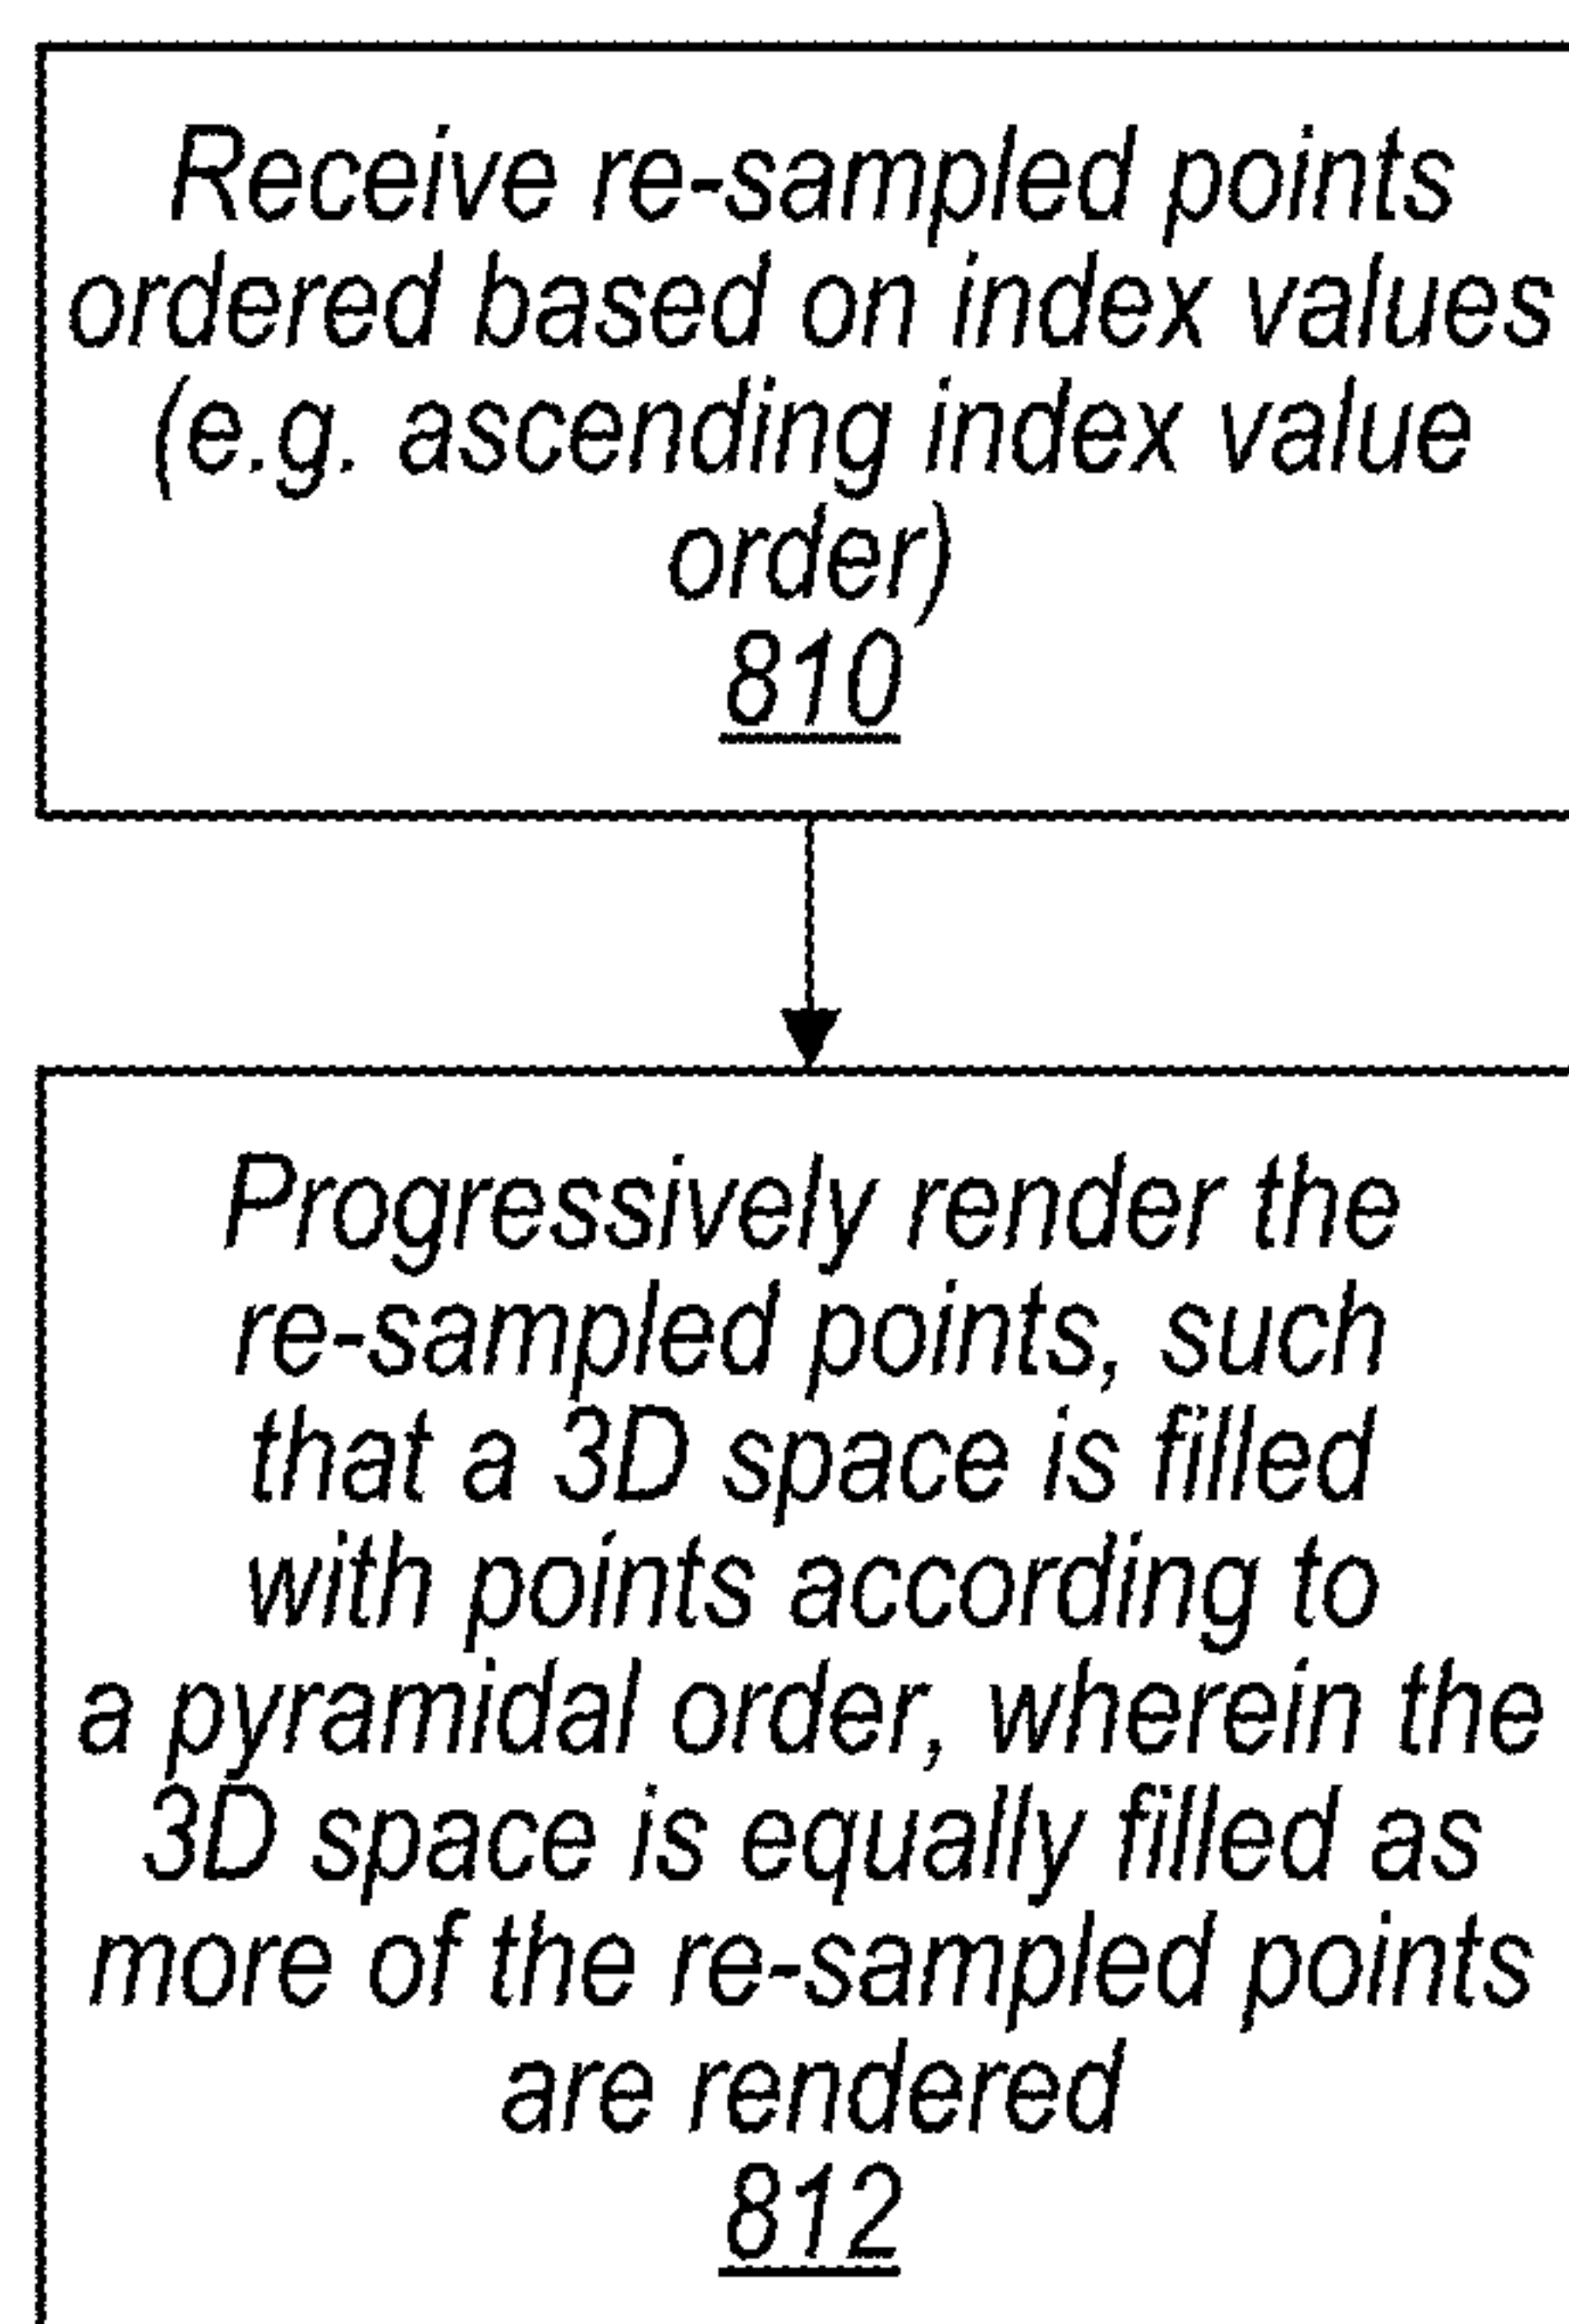 Receive re-sampled points
ordered based on index values
(e.g. ascending index value
order)
810
Progressively render the
re-sampled points, such
that a 3D space is filled
with points according to
a pyramidal order, wherein the
3D space is equally filled as
more of the re-sampled points
are rendered
812